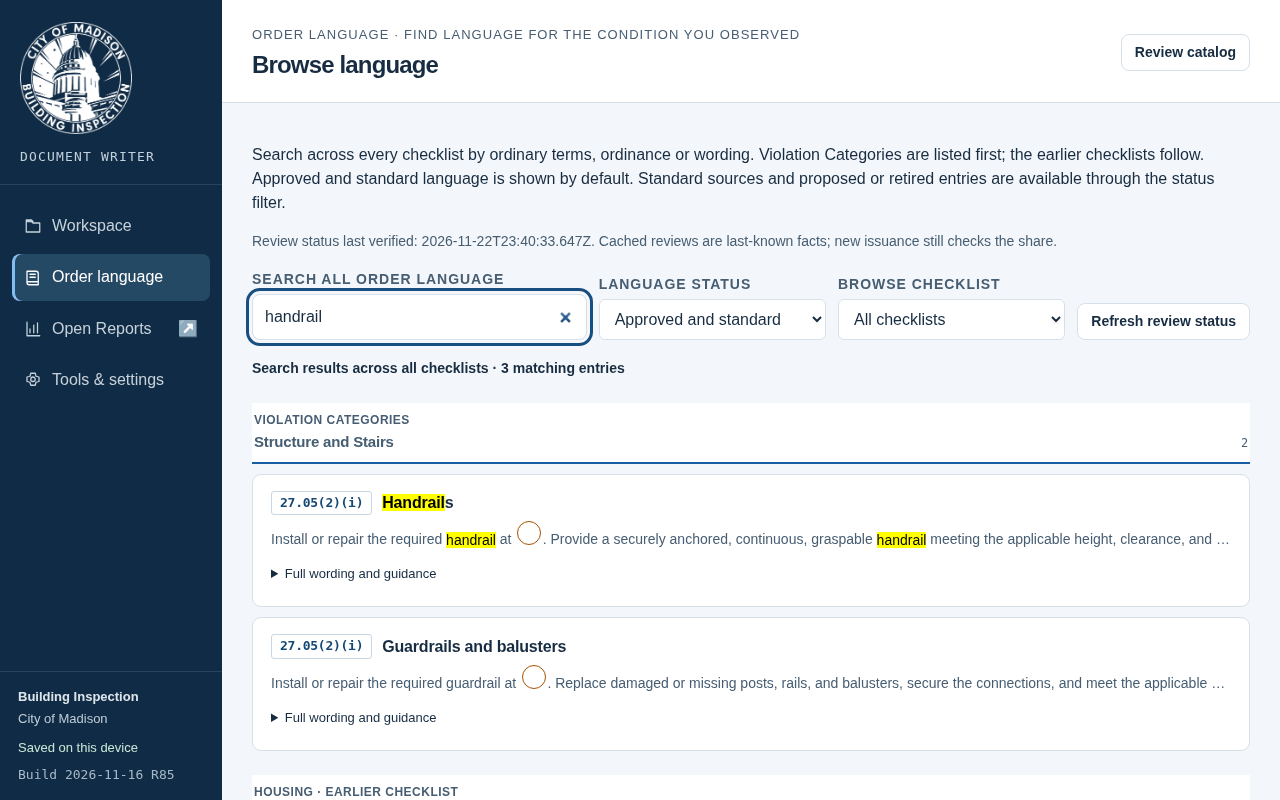 CITY OF MADISON
BUILDING INSPECTION
DOCUMENT WRITER
Workspace
Order language
Open Reports
Tools & settings
Building Inspection
City of Madison
Saved on this device
Build 2026-11-16 R85
ORDER LANGUAGE · FIND LANGUAGE FOR THE CONDITION YOU OBSERVED
Browse language
Review catalog
Search across every checklist by ordinary terms, ordinance or wording. Violation Categories are listed first; the earlier checklists follow.
Approved and standard language is shown by default. Standard sources and proposed or retired entries are available through the status
filter.
Review status last verified: 2026-11-22T23:40:33.647Z. Cached reviews are last-known facts; new issuance still checks the share.
SEARCH ALL ORDER LANGUAGE
handrail
LANGUAGE STATUS
Approved and standard
BROWSE CHECKLIST
All checklists
Refresh review status
Search results across all checklists · 3 matching entries
VIOLATION CATEGORIES
Structure and Stairs 2
27.05(2)(i) Handrails
Install or repair the required handrail at . Provide a securely anchored, continuous, graspable handrail meeting the applicable height, clearance, and …
Full wording and guidance
27.05(2)(i) Guardrails and balusters
Install or repair the required guardrail at . Replace damaged or missing posts, rails, and balusters, secure the connections, and meet the applicable …
Full wording and guidance
HOUSING · EARLIER CHECKLIST